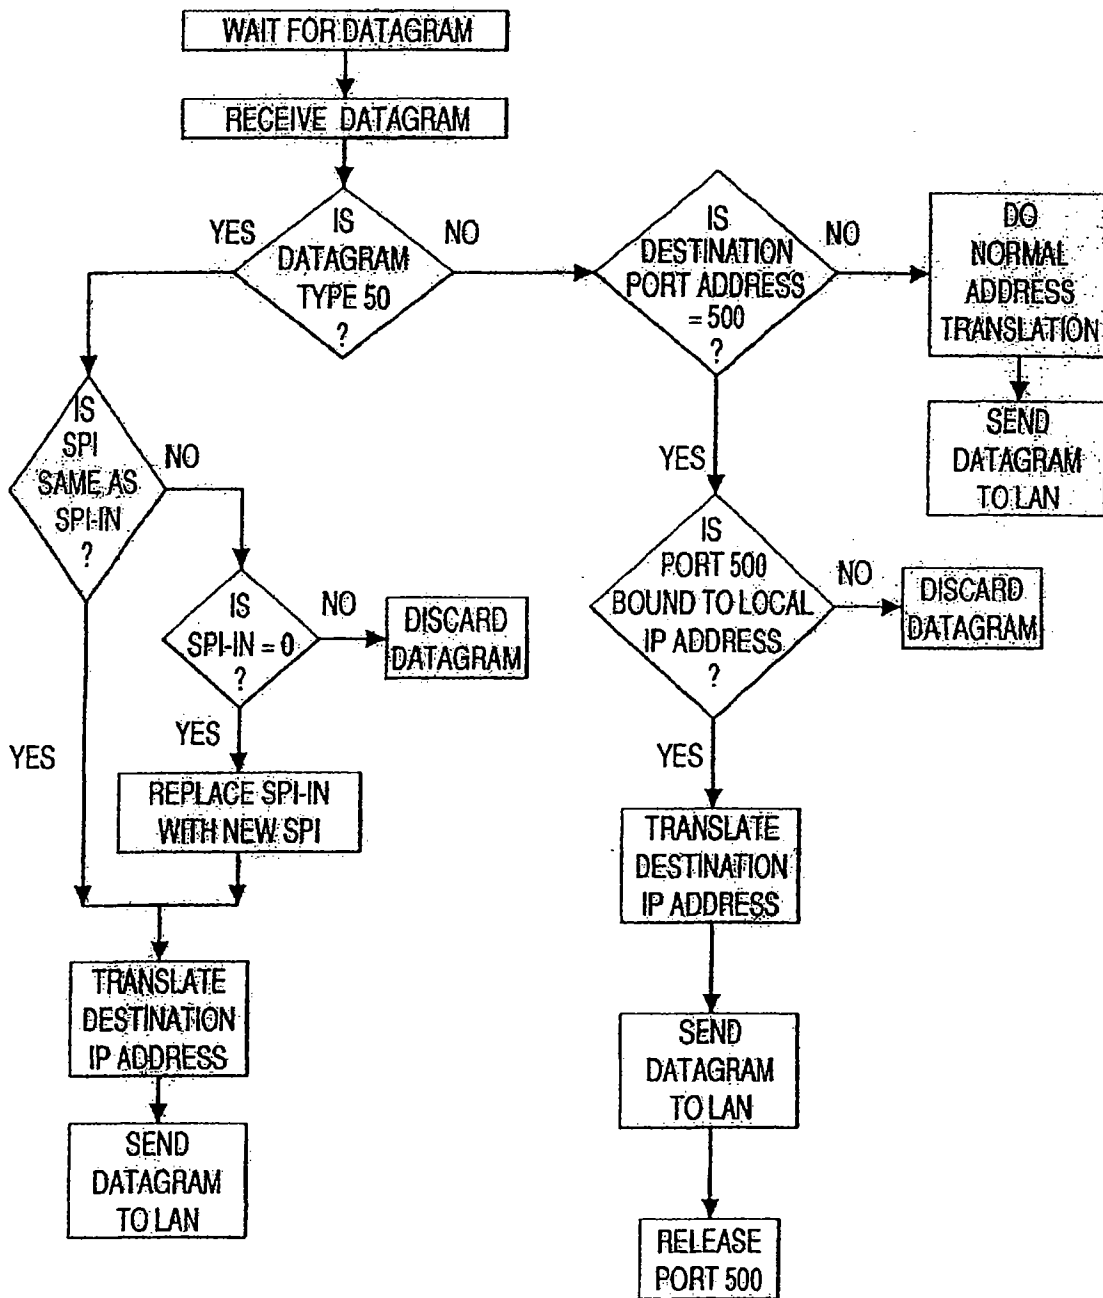 WAIT FOR DATAGRAM
RECEIVE DATAGRAM
YES
IS
DATAGRAM
TYPE 50
?
NO
IS
DESTINATION
PORT ADDRESS
= 500
?
NO
DO
NORMAL
ADDRESS
TRANSLATION
SEND
DATAGRAM
TO LAN
IS
SPI
SAME AS
SPI-IN
?
NO
YES
IS
SPI-IN = 0
?
NO
DISCARD
DATAGRAM
YES
REPLACE SPI-IN
WITH NEW SPI
TRANSLATE
DESTINATION
IP ADDRESS
SEND
DATAGRAM
TO LAN
YES
IS
PORT 500
BOUND TO LOCAL
IP ADDRESS
?
NO
DISCARD
DATAGRAM
YES
TRANSLATE
DESTINATION
IP ADDRESS
SEND
DATAGRAM
TO LAN
RELEASE
PORT 500